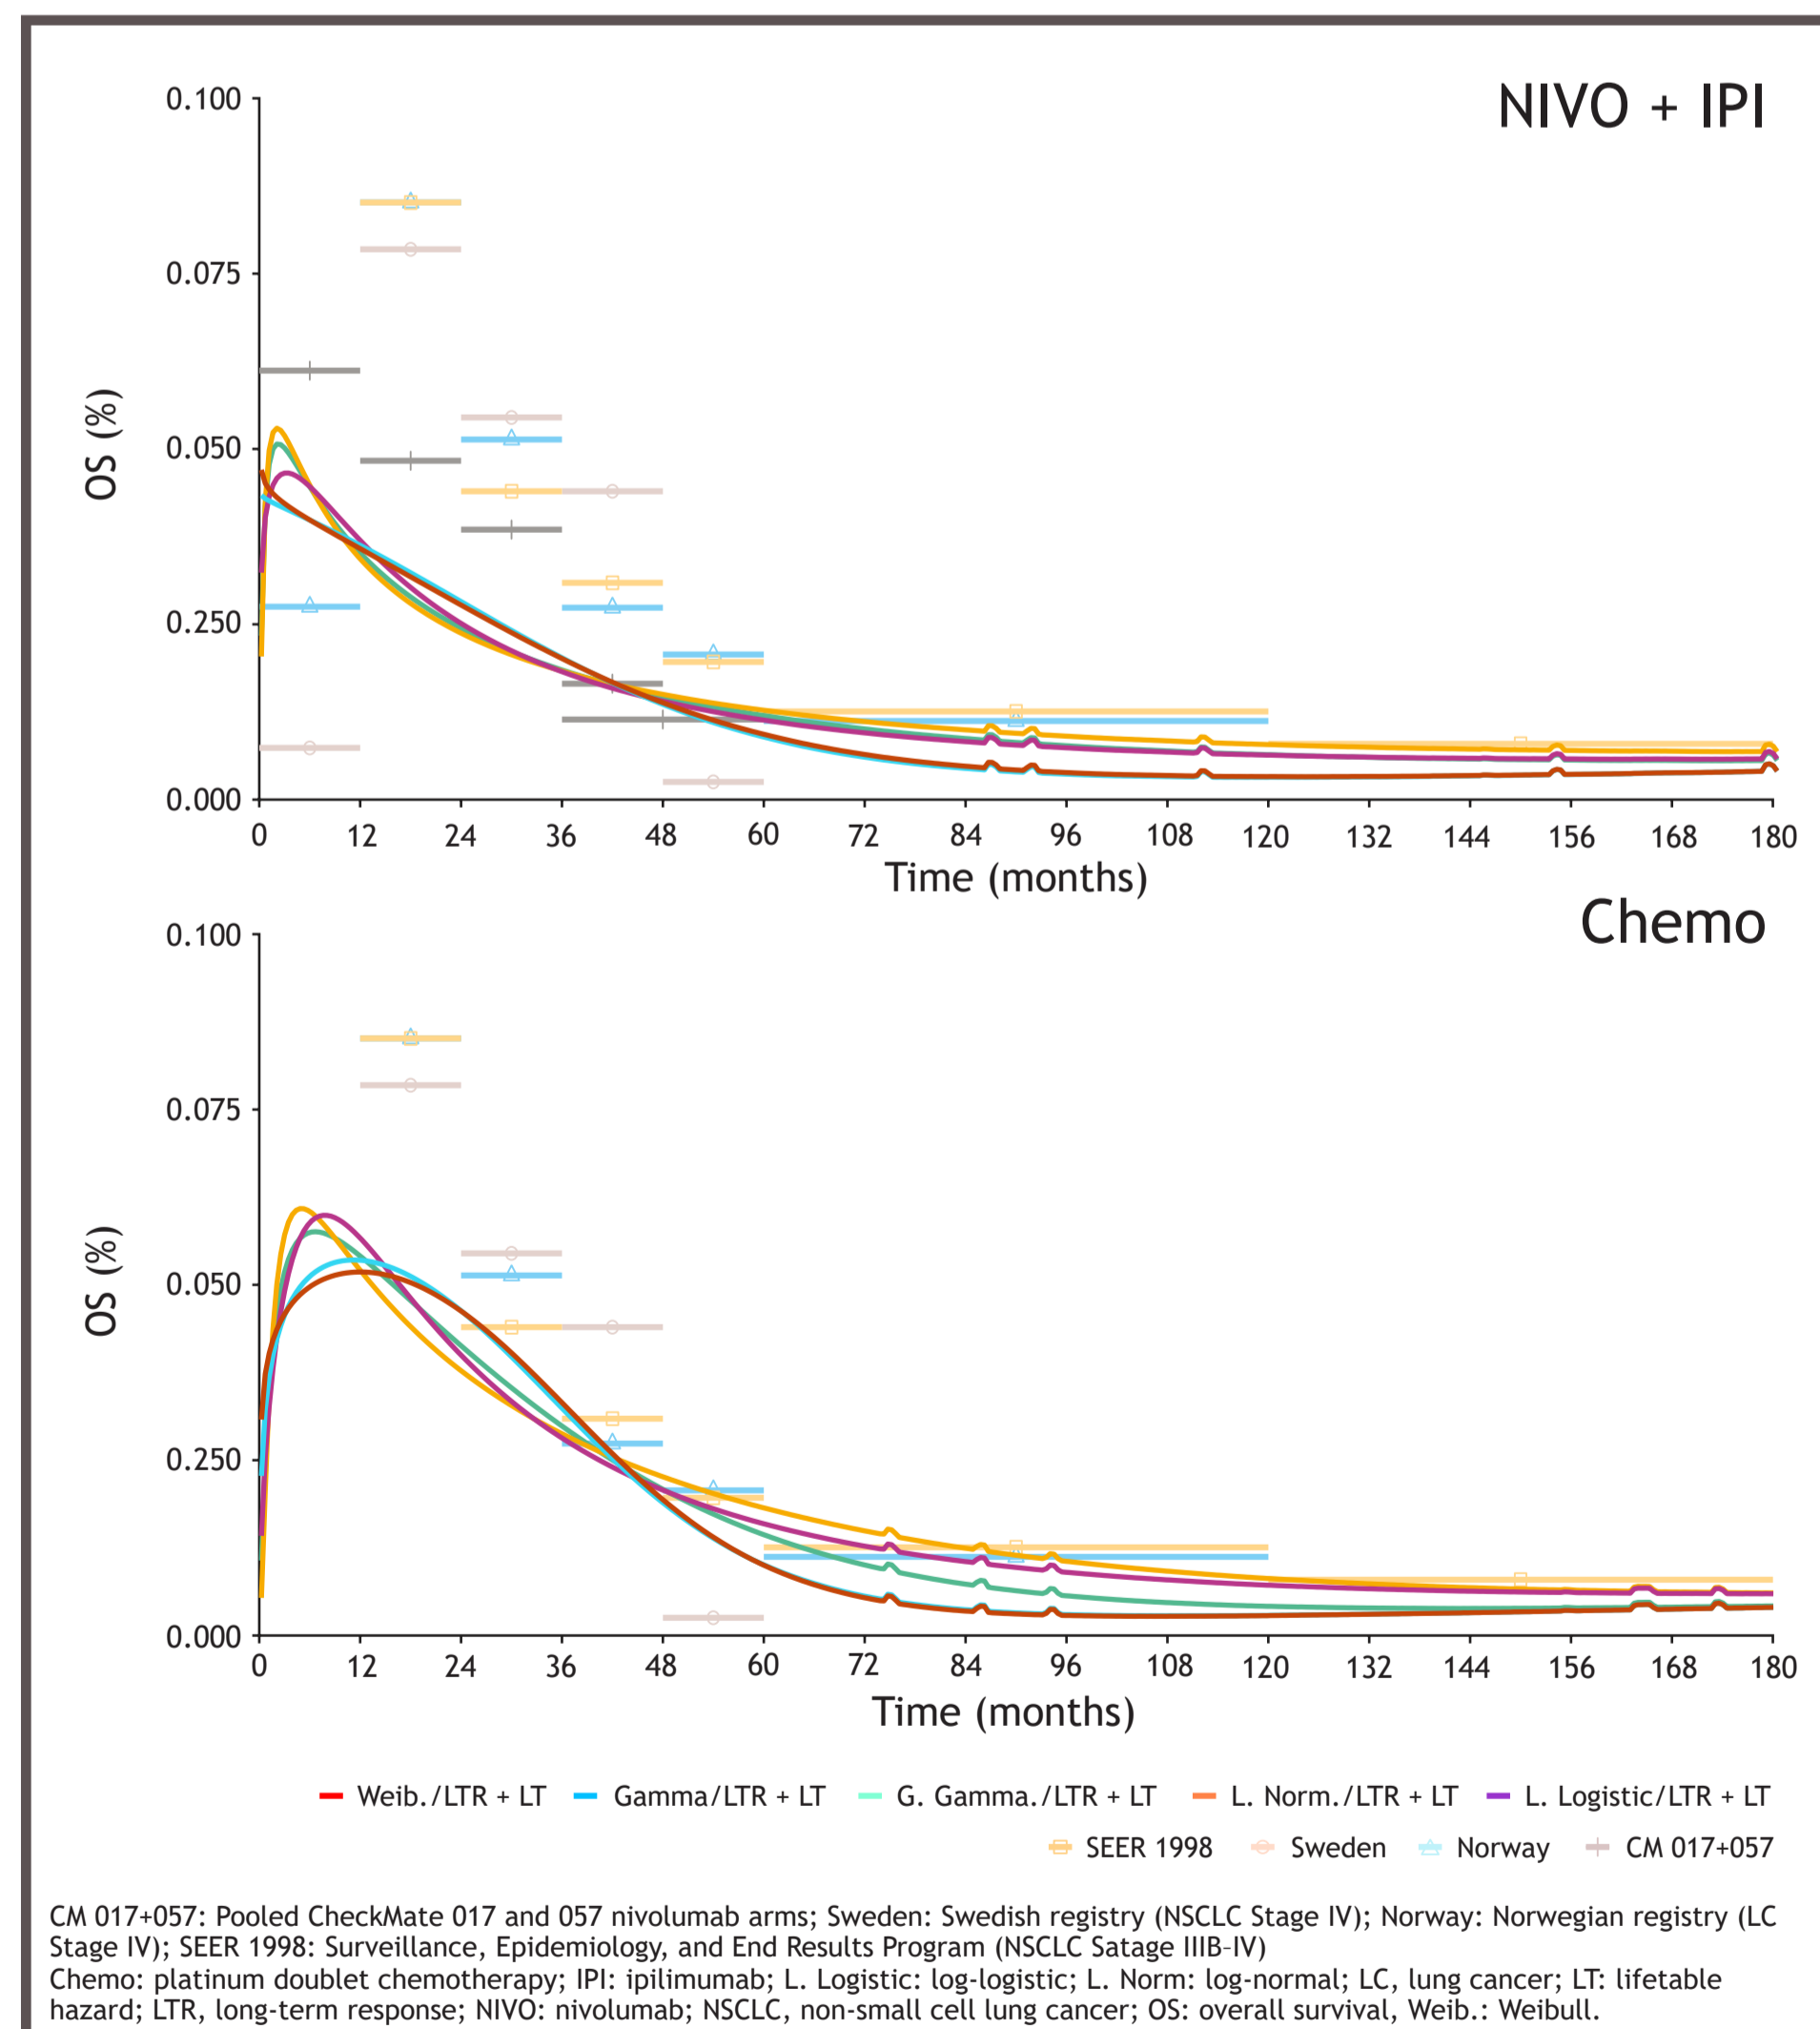 NIVO + IPI
0.100
0.075
0.050
0.250
0.000
OS (%)
0 12 24 36 48 60 72 84 96 108 120 132 144 156 168 180
Time (months)
Chemo
0.100
0.075
0.050
0.250
0.000
OS (%)
0 12 24 36 48 60 72 84 96 108 120 132 144 156 168 180
Time (months)
Weib./LTR + LT Gamma/LTR + LT G. Gamma./LTR + LT L. Norm./LTR + LT L. Logistic/LTR + LT
SEER 1998 Sweden Norway CM 017+057
CM 017+057: Pooled CheckMate 017 and 057 nivolumab arms; Sweden: Swedish registry (NSCLC Stage IV); Norway: Norwegian registry (LC
Stage IV); SEER 1998: Surveillance, Epidemiology, and End Results Program (NSCLC Satage IIIB-IV)
Chemo: platinum doublet chemotherapy; IPI: ipilimumab; L. Logistic: log-logistic; L. Norm: log-normal; LC, lung cancer; LT: lifetable
hazard; LTR, long-term response; NIVO: nivolumab; NSCLC, non-small cell lung cancer; OS: overall survival, Weib.: Weibull.